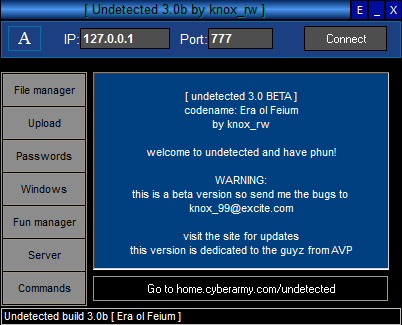 [ Undetected 3.0b by knox_rw ] E _ X
A IP: 127.0.0.1 Port: 777 Connect
File manager
Upload
Passwords
Windows
Fun manager
Server
Commands
[ undetected 3.0 BETA ]
codename: Era ol Feium
by knox_rw
welcome to undetected and have phun!
WARNING:
this is a beta version so send me the bugs to
knox_99@excite.com
visit the site for updates
this version is dedicated to the guyz from AVP
Go to home.cyberarmy.com/undetected
Undetected build 3.0b [ Era ol Feium ]